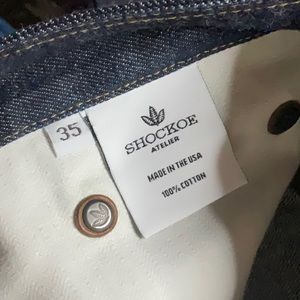 35
SHOCKOE
ATELIER
MADE IN THE USA
100% COTTON